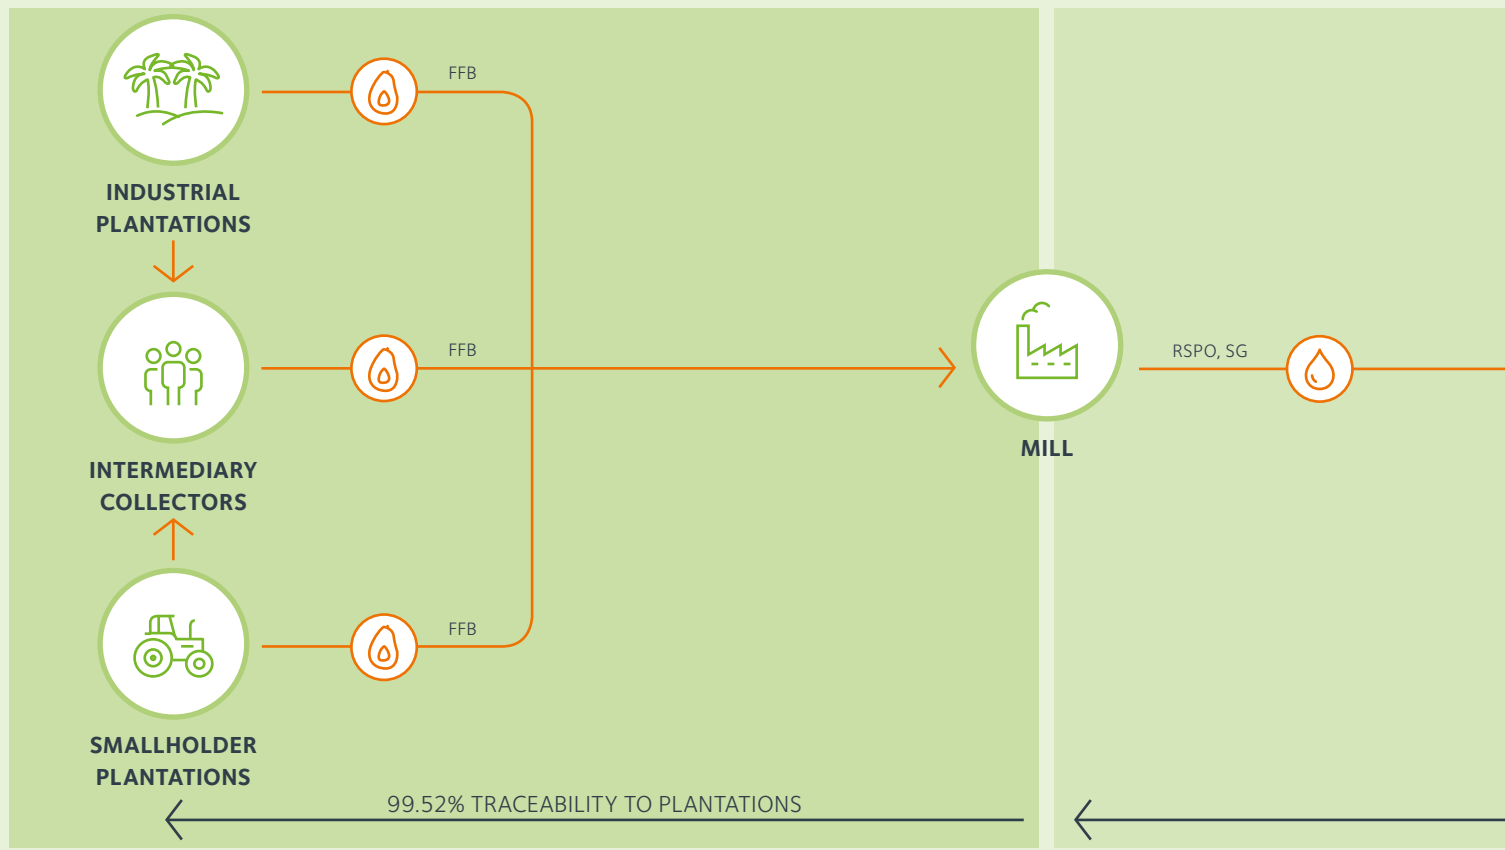 FFB
INDUSTRIAL
PLANTATIONS
FFB
RSPO, SG
MILL
INTERMEDIARY
COLLECTORS
FFB
SMALLHOLDER
PLANTATIONS
99.52% TRACEABILITY TO PLANTATIONS